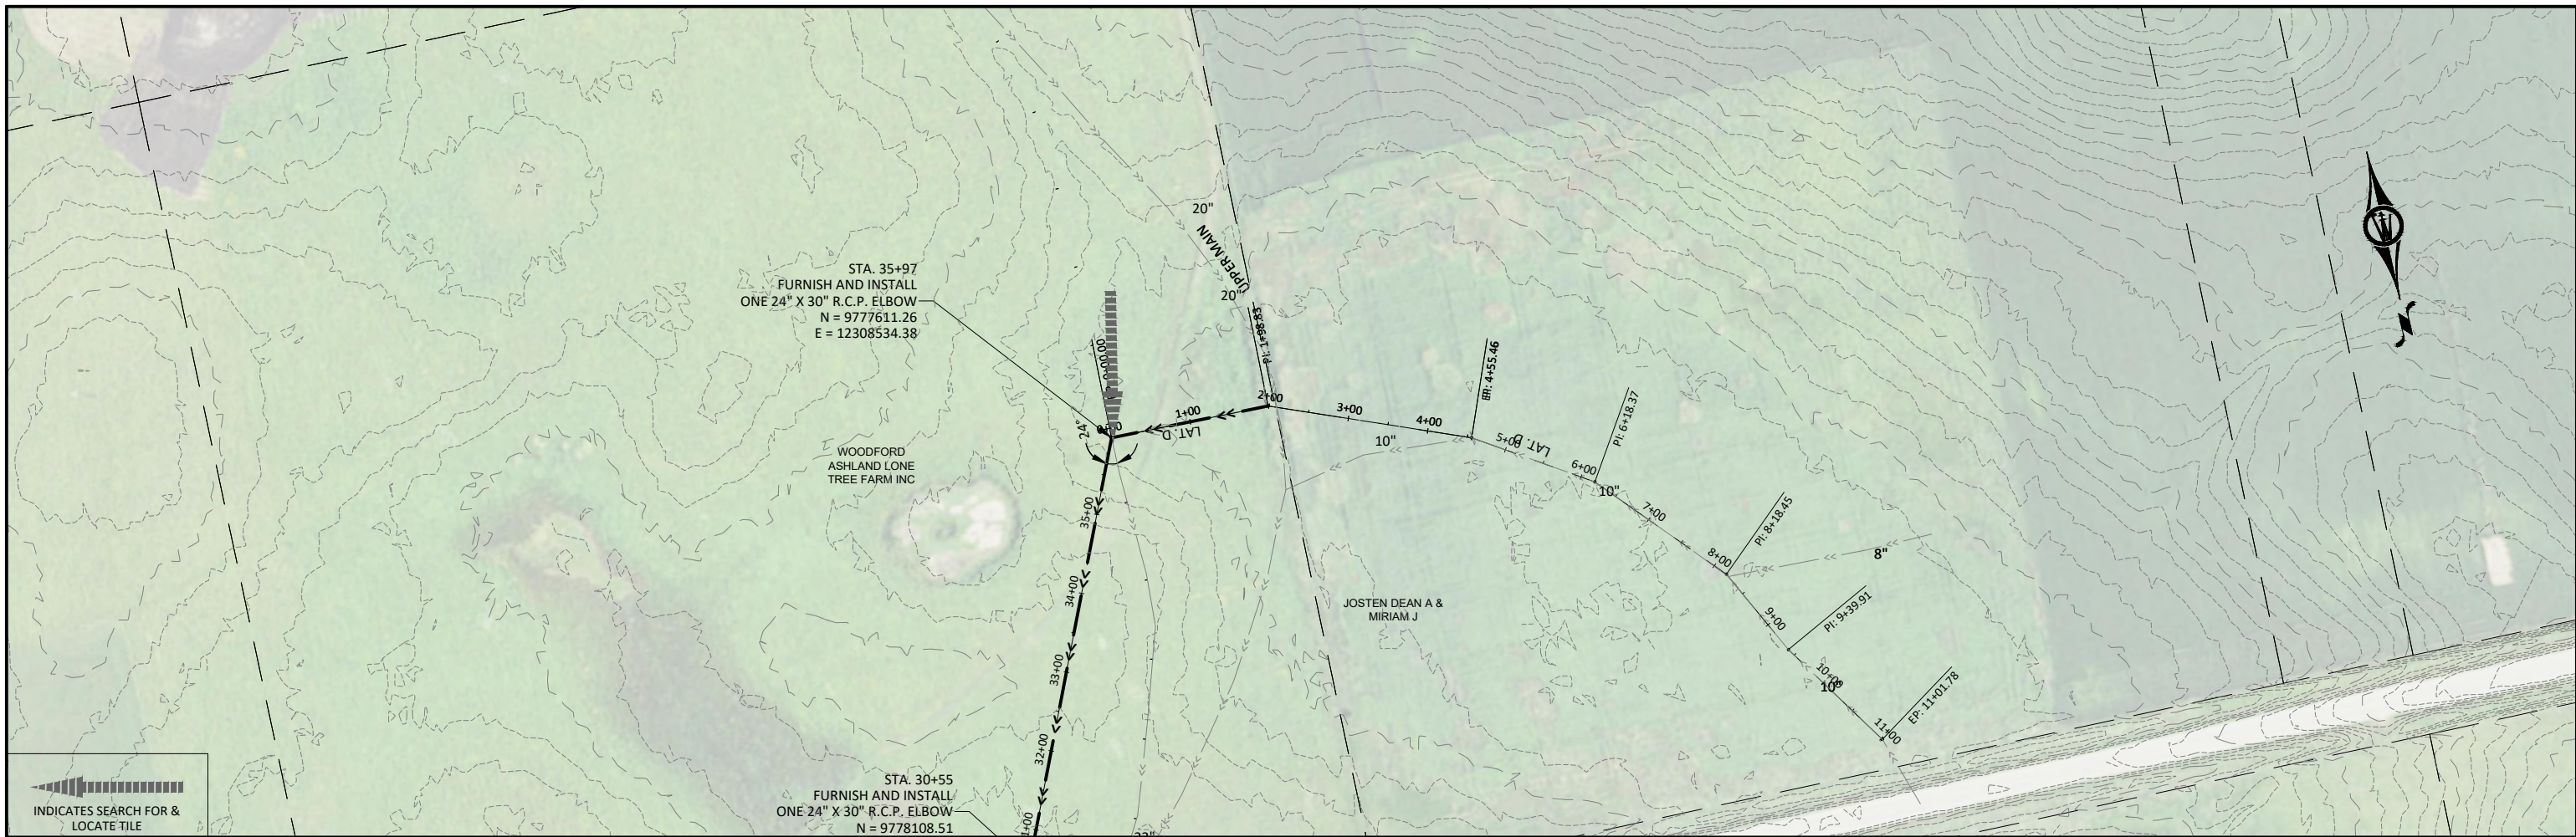 20"
UPPER MAIN
20"
STA. 35+97
FURNISH AND INSTALL
ONE 24" X 30" R.C.P. ELBOW
N = 9777611.26
E = 12308534.38
PI: 1+98.83
24"
1+00
LAT. D
2+00
3+00
4+00
10"
4+55.46
5+00
LAT. D
6+00
10"
PI: 6+18.37
7+00
8+00
PI: 8+18.45
8"
9+00
PI: 9+39.91
10+00
10"
11+00
EP: 11+01.78
WOODFORD
ASHLAND LONE
TREE FARM INC
JOSTEN DEAN A &
MIRIAM J
35+00
34+00
33+00
32+00
STA. 30+55
FURNISH AND INSTALL
ONE 24" X 30" R.C.P. ELBOW
N = 9778108.51
INDICATES SEARCH FOR &
LOCATE TILE
N